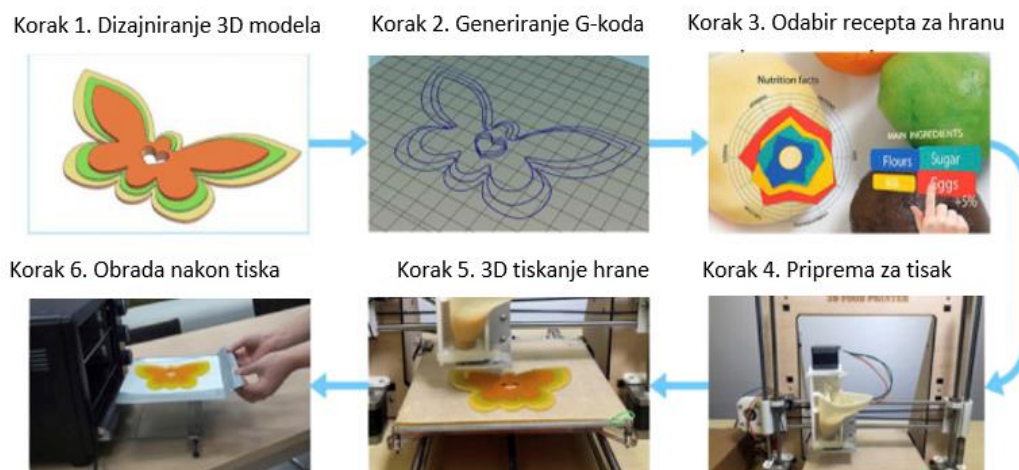 Korak 1. Dizajniranje 3D modela
Korak 2. Generiranje G-koda
Korak 3. Odabir recepta za hranu
Nutrition facts
MAIN INGREDIENTS
Flours
Sugar
Eggs
+5%
Korak 6. Obrada nakon tiska
Korak 5. 3D tiskanje hrane
Korak 4. Priprema za tisak
3D FOOD PRINTER